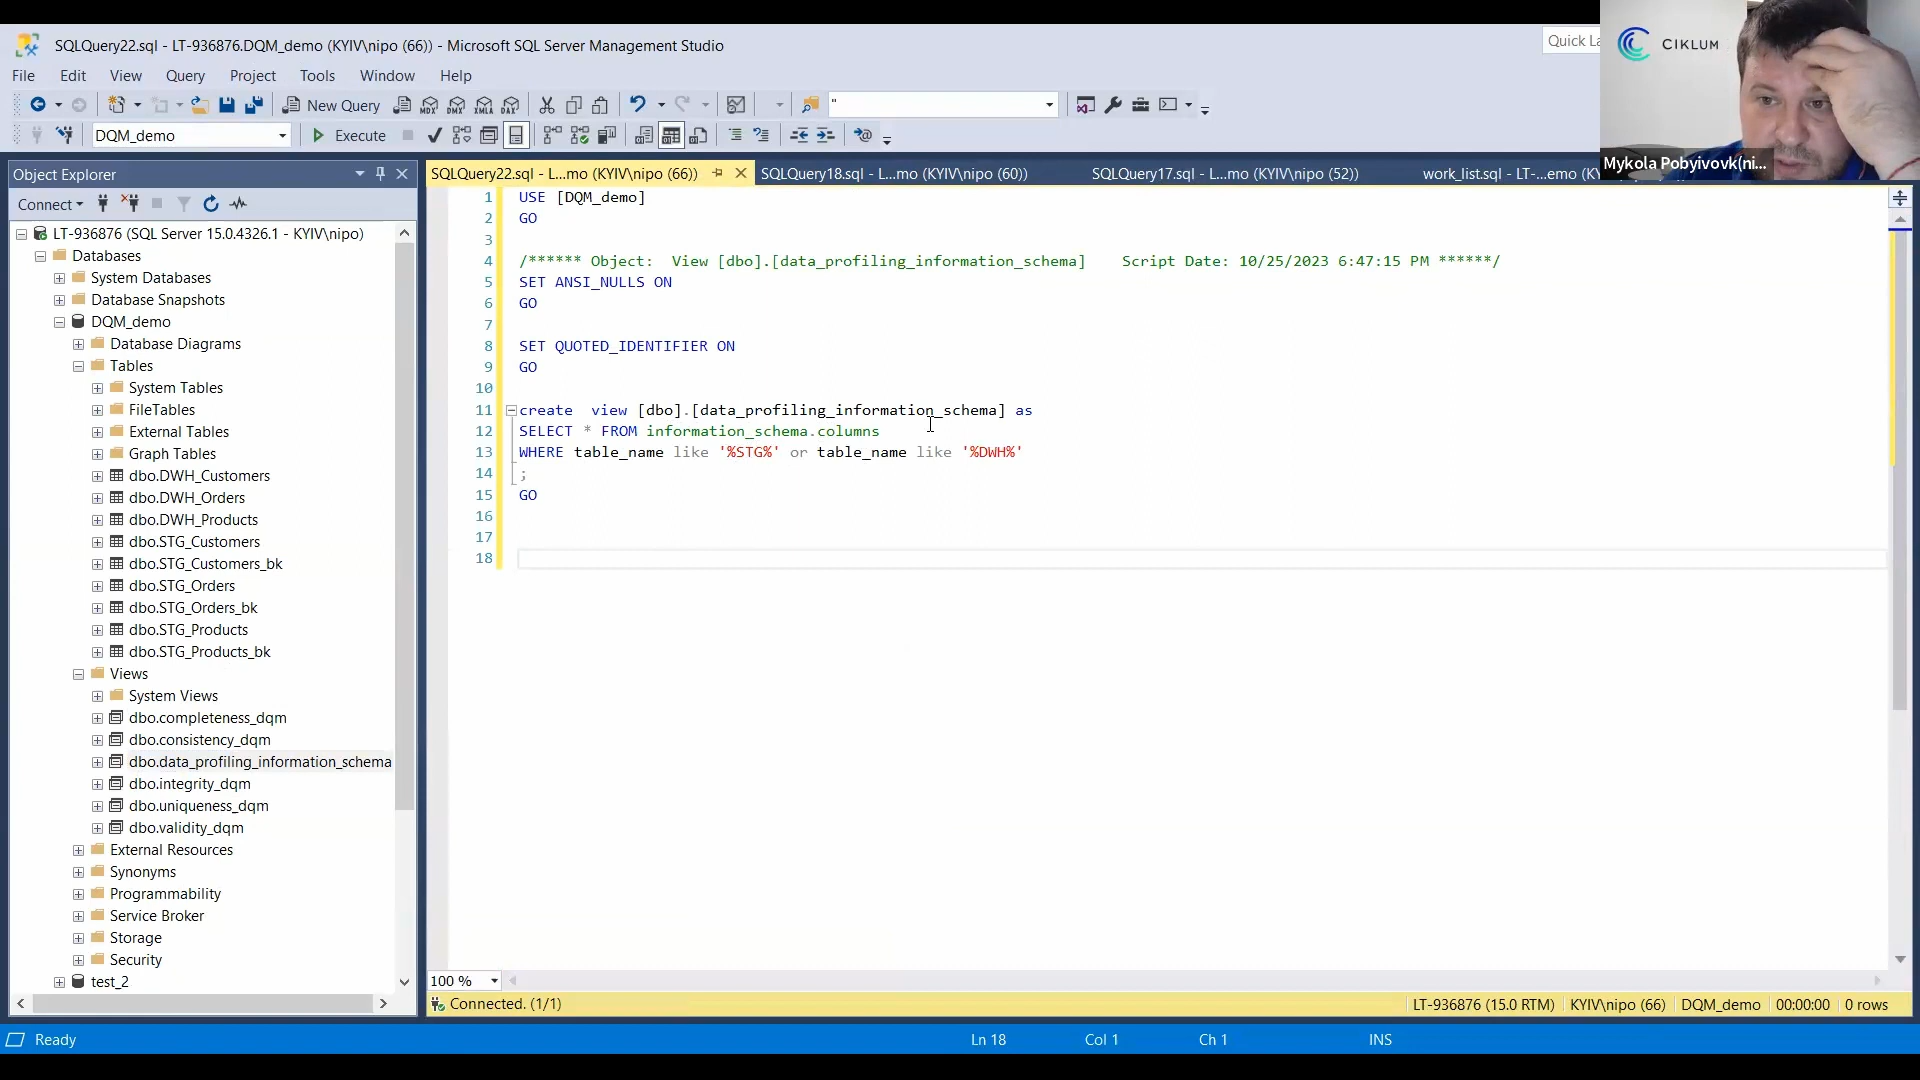 SQLQuery22.sql - LT-936876.DQM_demo (KYIV\nipo (66)) - Microsoft SQL Server Management Studio
Quick La
CIKLUM
Mykola Pobyivovk(ni...
File Edit View Query Project Tools Window Help
New Query
MDX DMX XMLA DAX
"
DQM_demo
Execute
Object Explorer
Connect
LT-936876 (SQL Server 15.0.4326.1 - KYIV\nipo)
Databases
System Databases
Database Snapshots
DQM_demo
Database Diagrams
Tables
System Tables
FileTables
External Tables
Graph Tables
dbo.DWH_Customers
dbo.DWH_Orders
dbo.DWH_Products
dbo.STG_Customers
dbo.STG_Customers_bk
dbo.STG_Orders
dbo.STG_Orders_bk
dbo.STG_Products
dbo.STG_Products_bk
Views
System Views
dbo.completeness_dqm
dbo.consistency_dqm
dbo.data_profiling_information_schema
dbo.integrity_dqm
dbo.uniqueness_dqm
dbo.validity_dqm
External Resources
Synonyms
Programmability
Service Broker
Storage
Security
test_2
SQLQuery22.sql - L...mo (KYIV\nipo (66)) SQLQuery18.sql - L...mo (KYIV\nipo (60)) SQLQuery17.sql - L...mo (KYIV\nipo (52)) work_list.sql - LT-...emo (KY
1 USE [DQM_demo]
2 GO
3
4 /****** Object:  View [dbo].[data_profiling_information_schema]    Script Date: 10/25/2023 6:47:15 PM ******/
5 SET ANSI_NULLS ON
6 GO
7
8 SET QUOTED_IDENTIFIER ON
9 GO
10
11 create  view [dbo].[data_profiling_information_schema] as
12 SELECT * FROM information_schema.columns
13 WHERE table_name like '%STG%' or table_name like '%DWH%'
14 ;
15 GO
16
17
18
100 %
Connected. (1/1)
LT-936876 (15.0 RTM) KYIV\nipo (66) DQM_demo 00:00:00 0 rows
Ready Ln 18 Col 1 Ch 1 INS